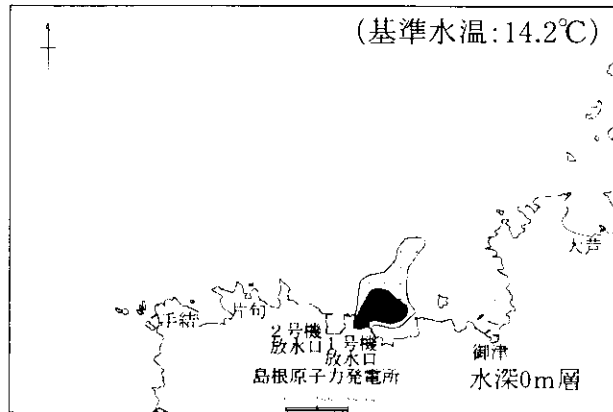 (基準水温:14.2℃)
大芦
片句
手結
2号機
放水口
1号機
放水口
御津
島根原子力発電所
水深0m層